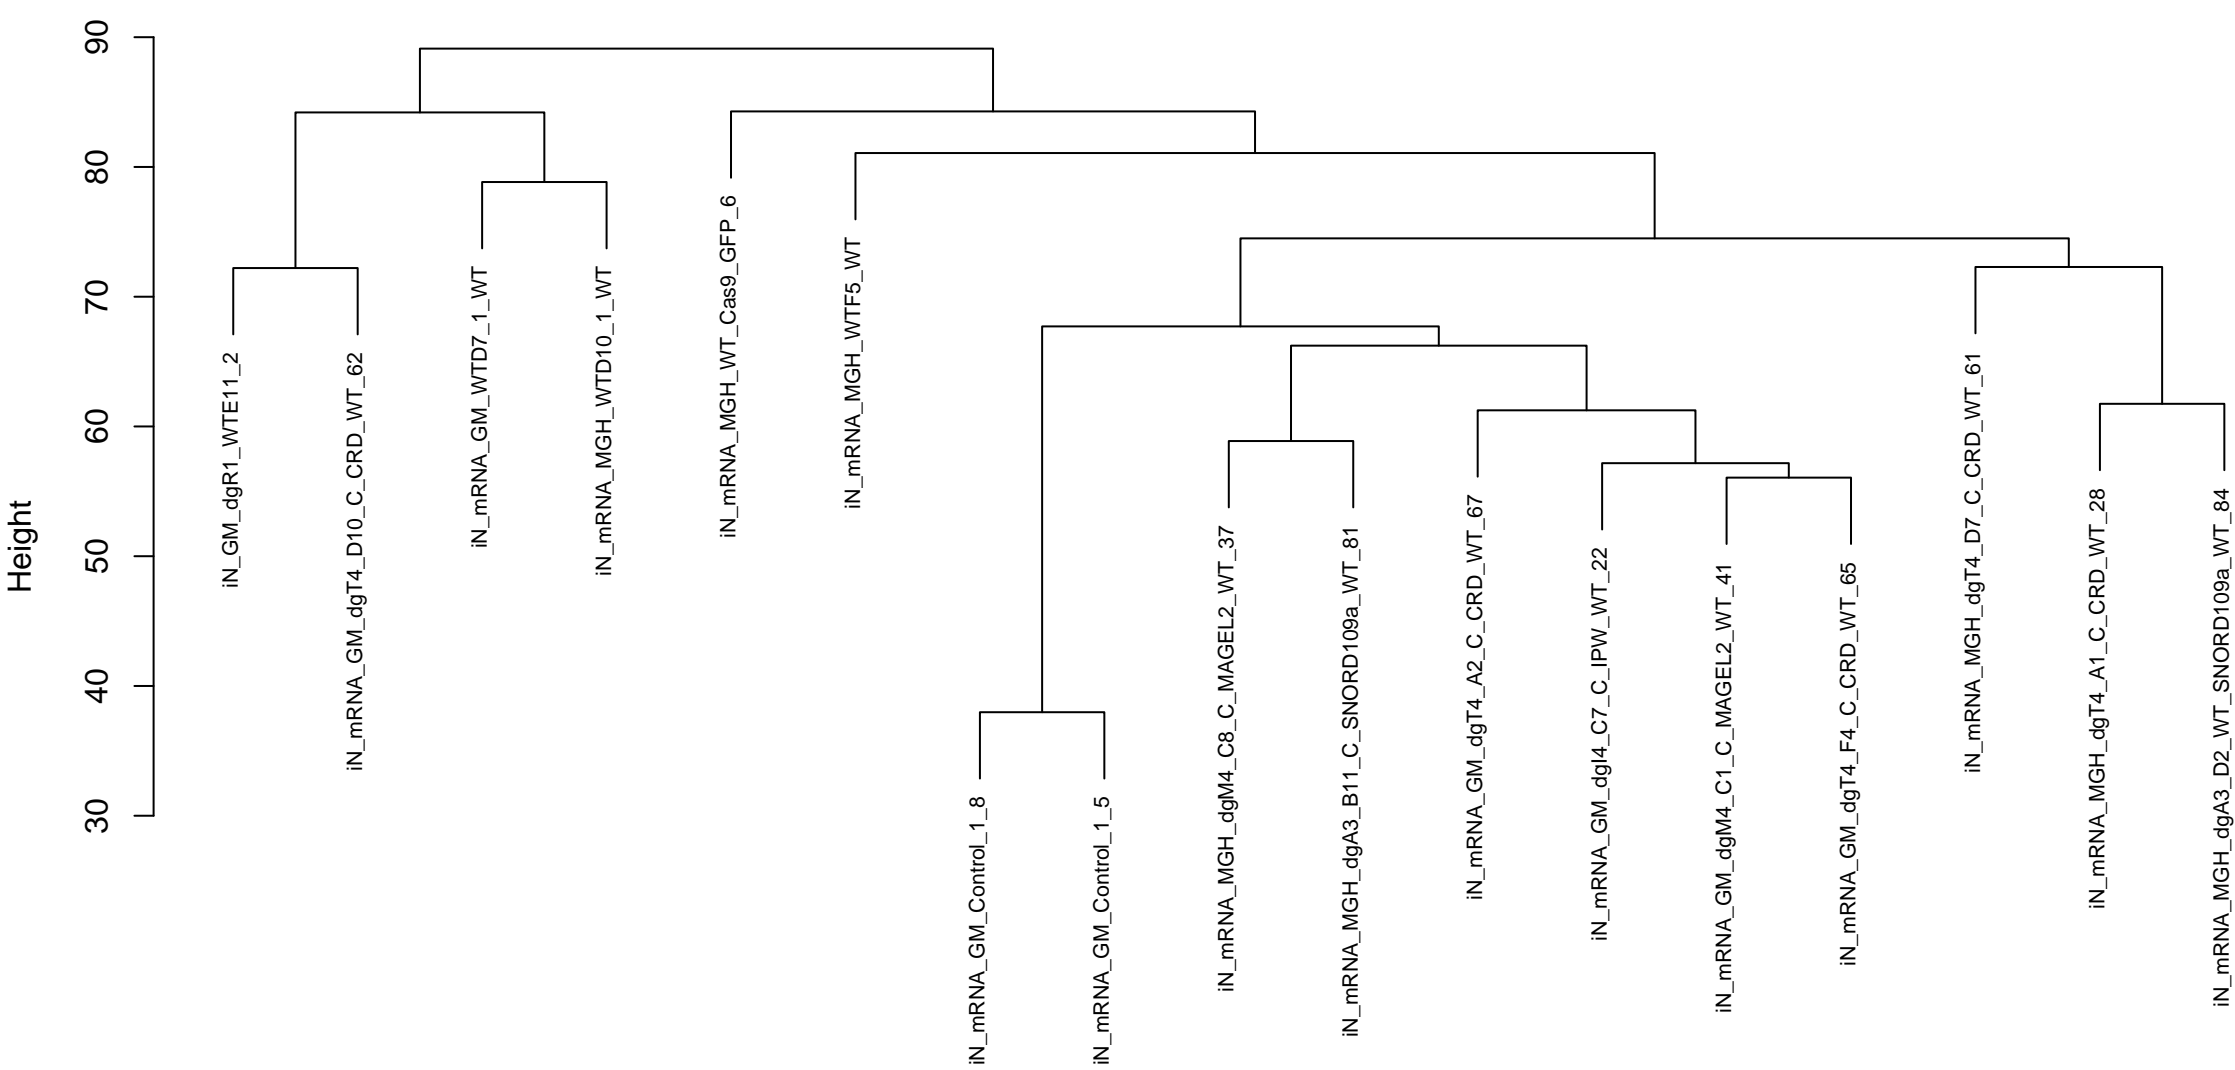 Height
90
80
70
60
50
40
30
iN_GM_dgR1_WTE11_2
iN_mRNA_GM_dgT4_D10_C_CRD_WT_62
iN_mRNA_GM_WTD7_1_WT
iN_mRNA_MGH_WTD10_1_WT
iN_mRNA_MGH_WT_Cas9_GFP_6
iN_mRNA_MGH_WTF5_WT
iN_mRNA_GM_Control_1_8
iN_mRNA_GM_Control_1_5
iN_mRNA_MGH_dgM4_C8_C_MAGEL2_WT_37
iN_mRNA_MGH_dgA3_B11_C_SNORD109a_WT_81
iN_mRNA_GM_dgT4_A2_C_CRD_WT_67
iN_mRNA_GM_dgI4_C7_C_IPW_WT_22
iN_mRNA_GM_dgM4_C1_C_MAGEL2_WT_41
iN_mRNA_GM_dgT4_F4_C_CRD_WT_65
iN_mRNA_MGH_dgT4_D7_C_CRD_WT_61
iN_mRNA_MGH_dgT4_A1_C_CRD_WT_28
iN_mRNA_MGH_dgA3_D2_WT_SNORD109a_WT_84